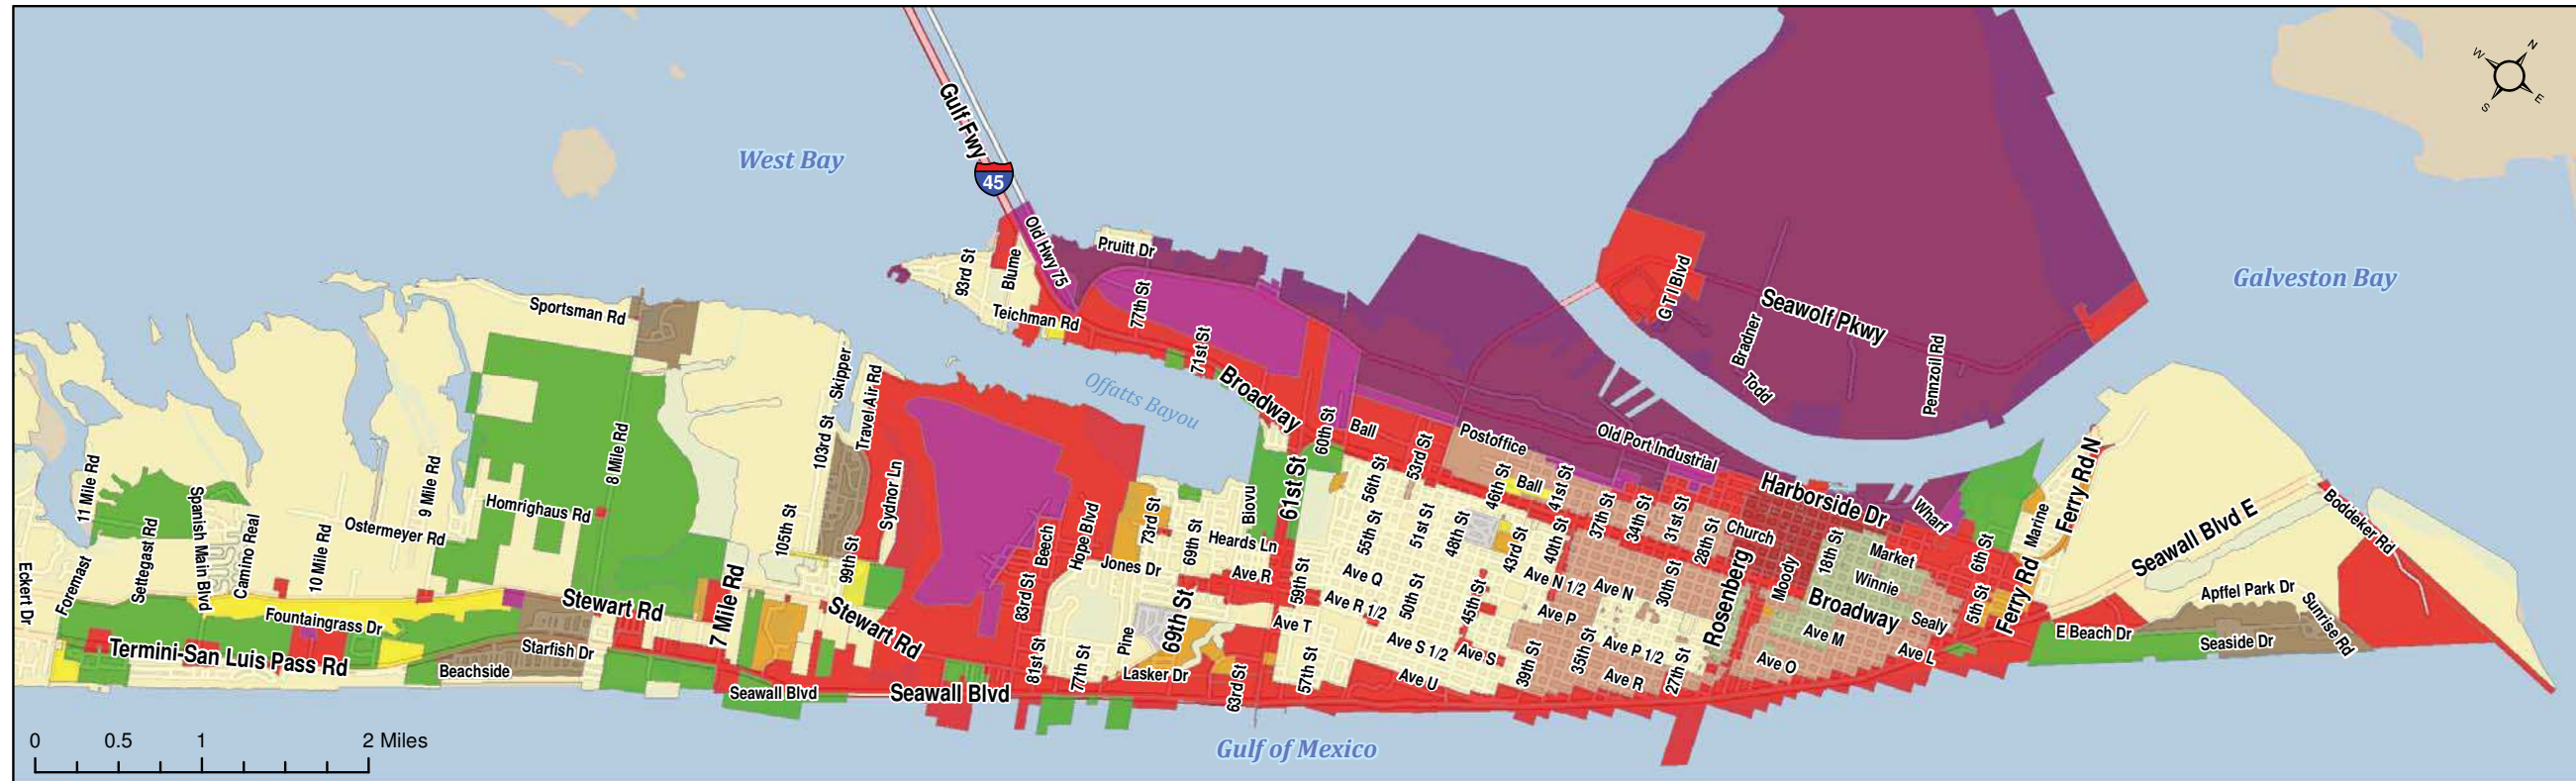 N
W
E
S
Gulf Fwy
45
West Bay
Galveston Bay
Old Hwy 75
Pruitt Dr
93rd St
Blume
Teichman Rd
77th St
71st St
Broadway
GTI Blvd
Seawolf Pkwy
Bradner
Todd
Pennzoil Rd
Sportsman Rd
Skipper
Travel Air Rd
103rd St
Offatts Bayou
60th St
Ball
53rd St
Postoffice
Old Port Industrial
Harborside Dr
Wharf
Ferry Rd N
Marine
Seawall Blvd E
Boddeker Rd
11 Mile Rd
Spanish Main Blvd
Settegast Rd
Camino Real
10 Mile Rd
9 Mile Rd
Ostermeyer Rd
Homrighaus Rd
8 Mile Rd
105th St
Sydnor Ln
99th St
Beech
Hope Blvd
83rd St
73rd St
69th St
Biovu
61st St
Heards Ln
Jones Dr
Ave R
59th St
56th St
55th St
51st St
48th St
46th St
Ball
41st St
43rd St
40th St
37th St
34th St
31st St
28th St
Church
Rosenberg
Moody
18th St
Market
Winnie
Broadway
Sealy
6th St
5th St
Ferry Rd
Eckert Dr
Foremast
Fountaingrass Dr
Stewart Rd
7 Mile Rd
Stewart Rd
Termini-San Luis Pass Rd
Starfish Dr
Beachside
Seawall Blvd
Seawall Blvd
81st St
77th St
Pine
69th St
Lasker Dr
63rd St
Ave T
57th St
Ave Q
Ave R 1/2
50th St
45th St
Ave S 1/2
Ave S
Ave U
Ave N 1/2
Ave N
Ave P
30th St
39th St
35th St
Ave P 1/2
Ave R
27th St
Ave M
Ave O
Ave L
E Beach Dr
Apffel Park Dr
Sunrise Rd
Seaside Dr
Gulf of Mexico
0 0.5 1 2 Miles